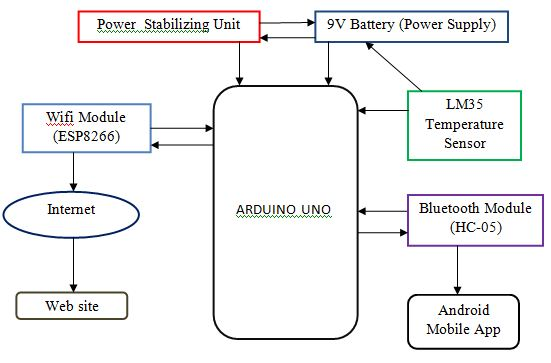 Power Stabilizing Unit
9V Battery (Power Supply)
Wifi Module
(ESP8266)
LM35
Temperature
Sensor
Internet
ARDUINO UNO
Bluetooth Module
(HC-05)
Web site
Android
Mobile App